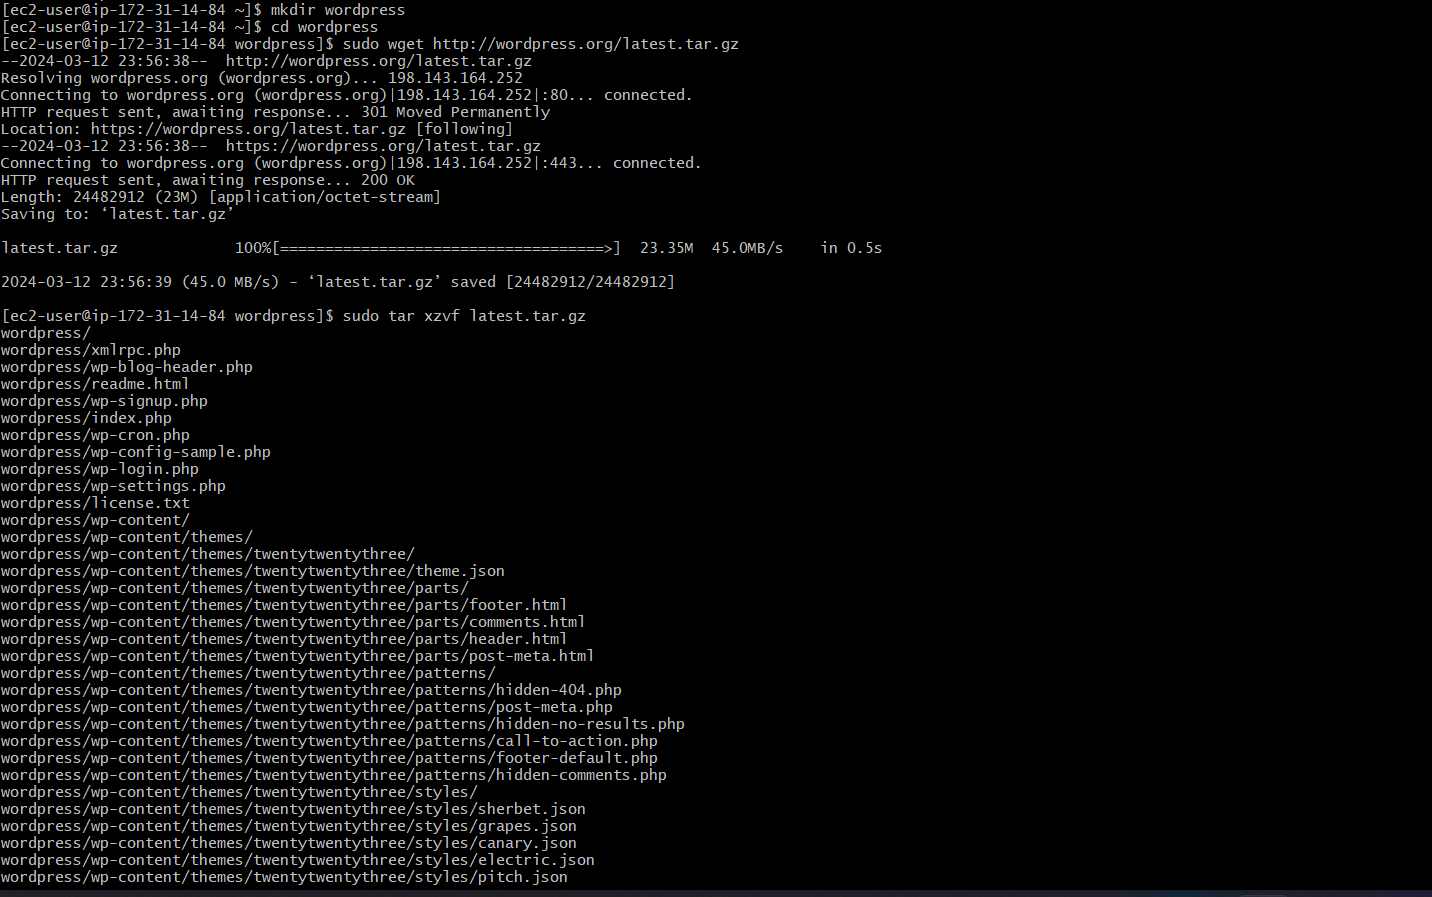 [ec2-user@ip-172-31-14-84 ~]$ mkdir wordpress
[ec2-user@ip-172-31-14-84 ~]$ cd wordpress
[ec2-user@ip-172-31-14-84 wordpress]$ sudo wget http://wordpress.org/latest.tar.gz
--2024-03-12 23:56:38--  http://wordpress.org/latest.tar.gz
Resolving wordpress.org (wordpress.org)... 198.143.164.252
Connecting to wordpress.org (wordpress.org)|198.143.164.252|:80... connected.
HTTP request sent, awaiting response... 301 Moved Permanently
Location: https://wordpress.org/latest.tar.gz [following]
--2024-03-12 23:56:38--  https://wordpress.org/latest.tar.gz
Connecting to wordpress.org (wordpress.org)|198.143.164.252|:443... connected.
HTTP request sent, awaiting response... 200 OK
Length: 24482912 (23M) [application/octet-stream]
Saving to: ‘latest.tar.gz’
latest.tar.gz             100%[====================================>]  23.35M  45.0MB/s    in 0.5s
2024-03-12 23:56:39 (45.0 MB/s) - ‘latest.tar.gz’ saved [24482912/24482912]
[ec2-user@ip-172-31-14-84 wordpress]$ sudo tar xzvf latest.tar.gz
wordpress/
wordpress/xmlrpc.php
wordpress/wp-blog-header.php
wordpress/readme.html
wordpress/wp-signup.php
wordpress/index.php
wordpress/wp-cron.php
wordpress/wp-config-sample.php
wordpress/wp-login.php
wordpress/wp-settings.php
wordpress/license.txt
wordpress/wp-content/
wordpress/wp-content/themes/
wordpress/wp-content/themes/twentytwentythree/
wordpress/wp-content/themes/twentytwentythree/theme.json
wordpress/wp-content/themes/twentytwentythree/parts/
wordpress/wp-content/themes/twentytwentythree/parts/footer.html
wordpress/wp-content/themes/twentytwentythree/parts/comments.html
wordpress/wp-content/themes/twentytwentythree/parts/header.html
wordpress/wp-content/themes/twentytwentythree/parts/post-meta.html
wordpress/wp-content/themes/twentytwentythree/patterns/
wordpress/wp-content/themes/twentytwentythree/patterns/hidden-404.php
wordpress/wp-content/themes/twentytwentythree/patterns/post-meta.php
wordpress/wp-content/themes/twentytwentythree/patterns/hidden-no-results.php
wordpress/wp-content/themes/twentytwentythree/patterns/call-to-action.php
wordpress/wp-content/themes/twentytwentythree/patterns/footer-default.php
wordpress/wp-content/themes/twentytwentythree/patterns/hidden-comments.php
wordpress/wp-content/themes/twentytwentythree/styles/
wordpress/wp-content/themes/twentytwentythree/styles/sherbet.json
wordpress/wp-content/themes/twentytwentythree/styles/grapes.json
wordpress/wp-content/themes/twentytwentythree/styles/canary.json
wordpress/wp-content/themes/twentytwentythree/styles/electric.json
wordpress/wp-content/themes/twentytwentythree/styles/pitch.json